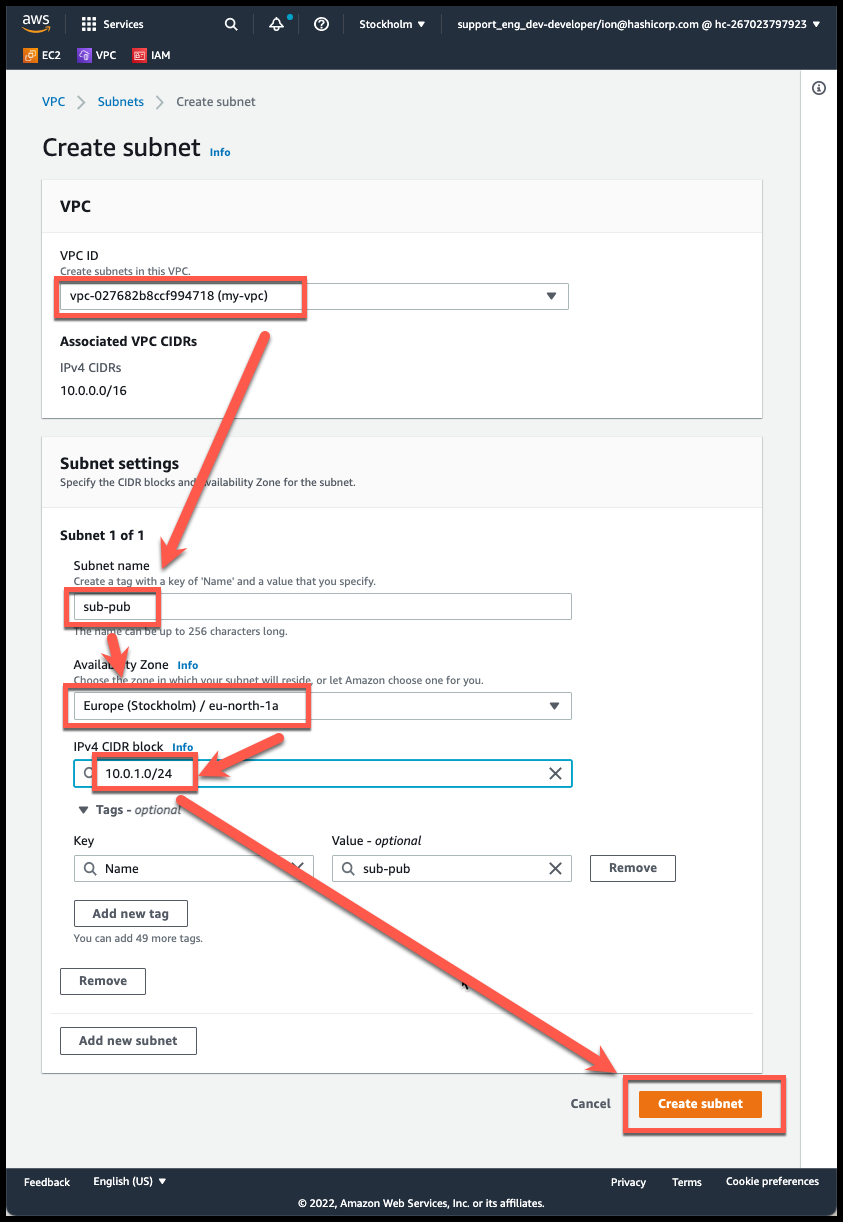 aws Services Stockholm ▼ support_eng_dev-developer/ion@hashicorp.com @ hc-267023797923 ▼
EC2 VPC IAM
VPC > Subnets > Create subnet
Create subnet Info
VPC
VPC ID
Create subnets in this VPC.
vpc-027682b8ccf994718 (my-vpc)
Associated VPC CIDRs
IPv4 CIDRs
10.0.0.0/16
Subnet settings
Specify the CIDR blocks and Availability Zone for the subnet.
Subnet 1 of 1
Subnet name
Create a tag with a key of 'Name' and a value that you specify.
sub-pub
The name can be up to 256 characters long.
Availability Zone Info
Choose the zone in which your subnet will reside, or let Amazon choose one for you.
Europe (Stockholm) / eu-north-1a
IPv4 CIDR block Info
10.0.1.0/24
Tags - optional
Key Value - optional
Name sub-pub Remove
Add new tag
You can add 49 more tags.
Remove
Add new subnet
Cancel Create subnet
Feedback English (US) ▼ Privacy Terms Cookie preferences
© 2022, Amazon Web Services, Inc. or its affiliates.